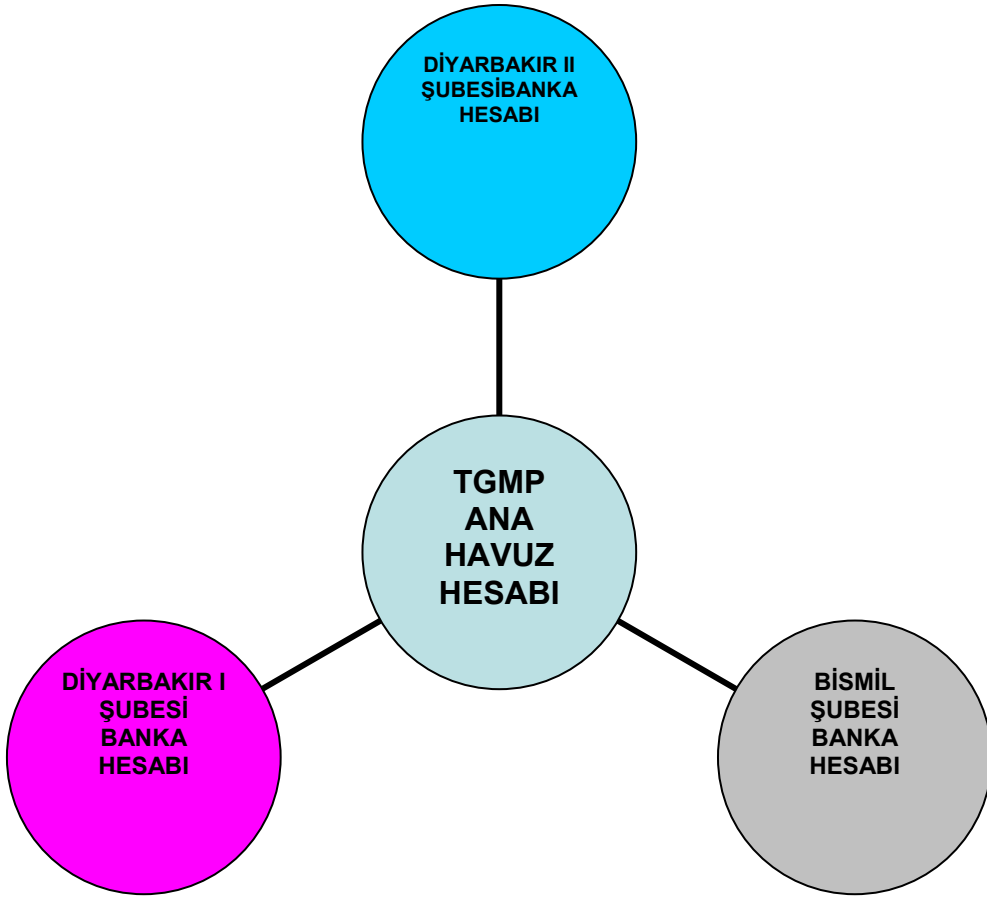 DİYARBAKIR II
ŞUBESİBANKA
HESABI
TGMP
ANA
HAVUZ
HESABI
DİYARBAKIR I
ŞUBESİ
BANKA
HESABI
BİSMİL
ŞUBESİ
BANKA
HESABI